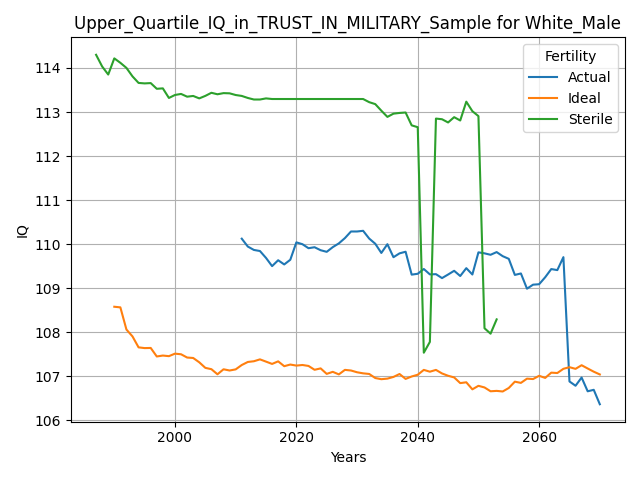 Upper_Quartile_IQ_in_TRUST_IN_MILITARY_Sample for White_Male
Fertility
Actual
Ideal
Sterile
114
113
112
111
110
109
108
107
106
IQ
2000
2020
2040
2060
Years